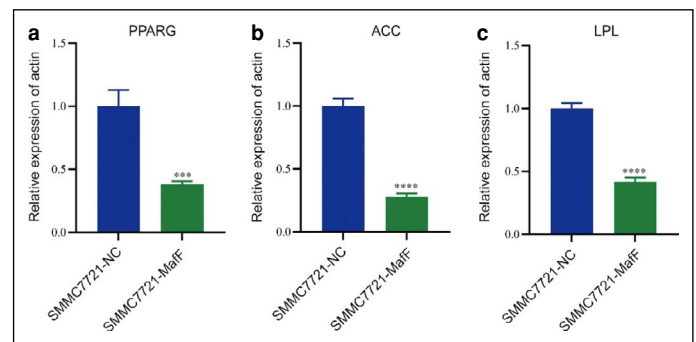 a
PPARG
Relative expression of actin
1.5
1.0
0.5
0.0
***
SMMC7721-NC
SMMC7721-MafF
b
ACC
Relative expression of actin
1.5
1.0
0.5
0.0
****
SMMC7721-NC
SMMC7721-MafF
c
LPL
Relative expression of actin
1.5
1.0
0.5
0.0
****
SMMC7721-NC
SMMC7721-MafF